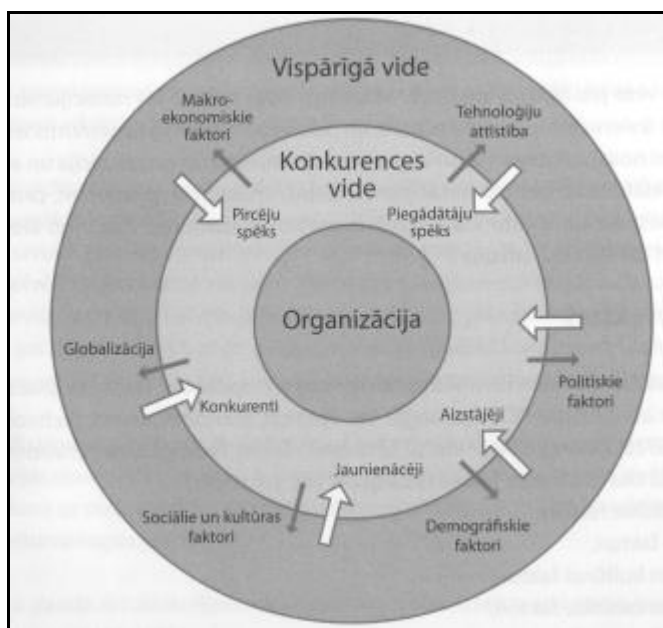 Vispārīgā vide
Makro-
ekonomiskie
faktori
Tehnoloģiju
attīstība
Konkurences
vide
Pircēju
spēks
Piegādātāju
spēks
Organizācija
Globalizācija
Konkurenti
Politiskie
faktori
Aizstājēji
Jaunienācēji
Sociālie un kultūras
faktori
Demogrāfiskie
faktori